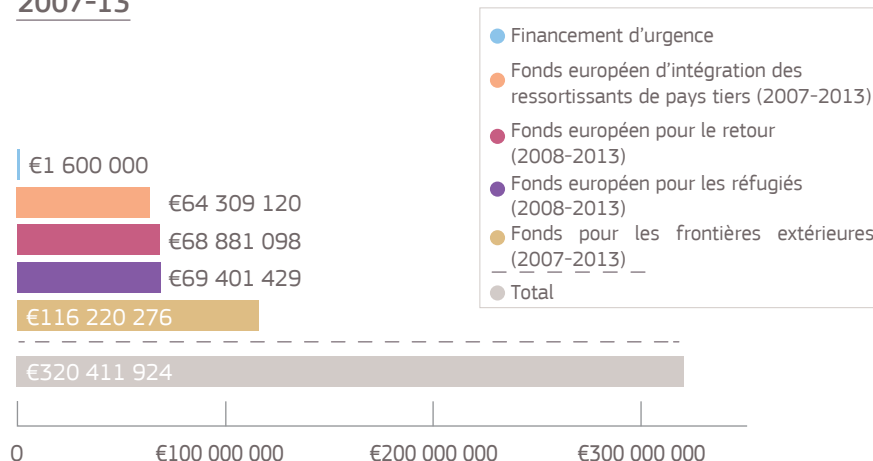 2007-13
Financement d'urgence
Fonds européen d'intégration des
ressortissants de pays tiers (2007-2013)
Fonds européen pour le retour
(2008-2013)
Fonds européen pour les réfugiés
(2008-2013)
Fonds pour les frontières extérieures
(2007-2013)
Total
€1 600 000
€64 309 120
€68 881 098
€69 401 429
€116 220 276
€320 411 924
0 €100 000 000 €200 000 000 €300 000 000